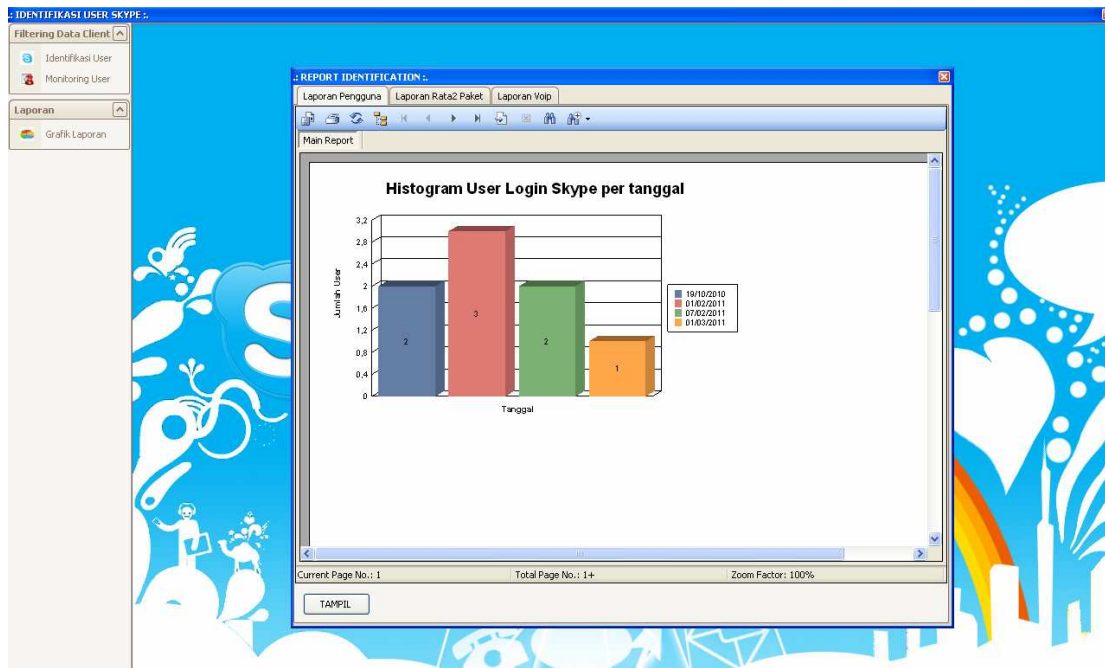 .: IDENTIFIKASI USER SKYPE :.
Filtering Data Client
Identifikasi User
Monitoring User
Laporan
Grafik Laporan
.: REPORT IDENTIFICATION :.
Laporan Pengguna Laporan Rata2 Paket Laporan Voip
Main Report
Histogram User Login Skype per tanggal
3,2
2,8
2,4
2
1,6
1,2
0,8
0,4
0
Jumlah User
2
3
2
1
Tanggal
19/10/2010
01/02/2011
07/02/2011
01/03/2011
Current Page No.: 1 Total Page No.: 1+ Zoom Factor: 100%
TAMPIL